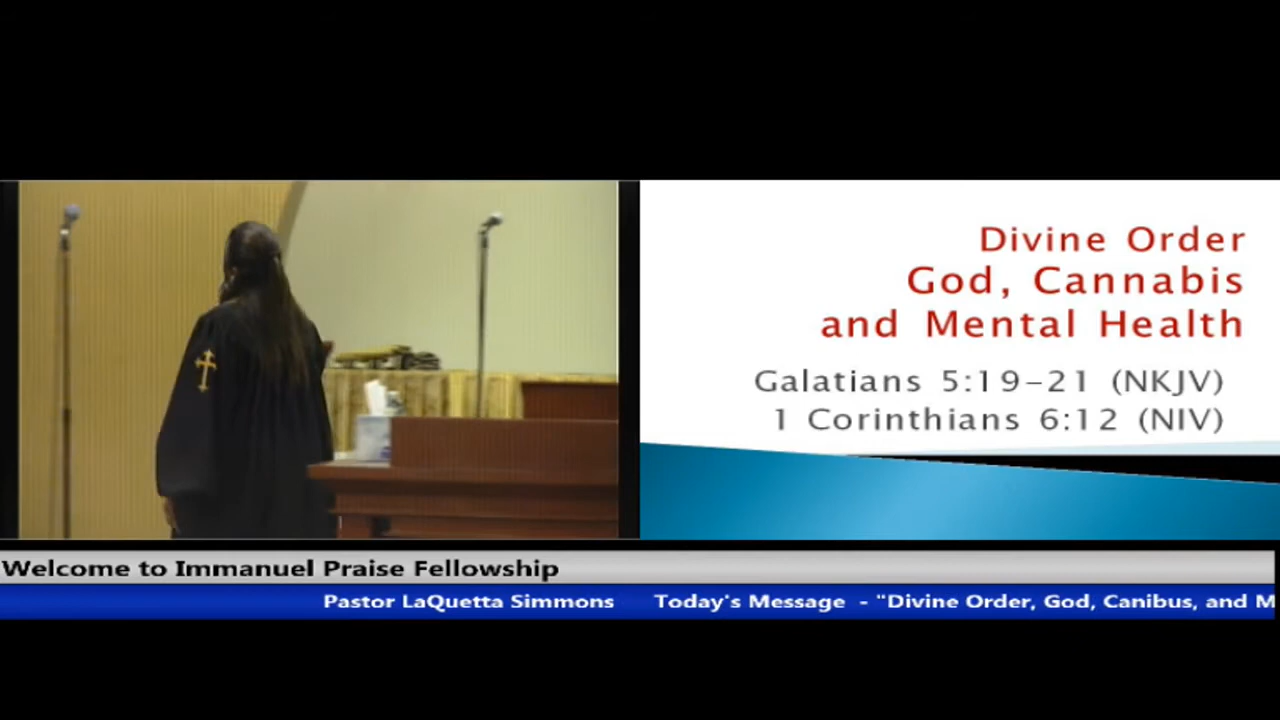 Divine Order
God, Cannabis
and Mental Health
Galatians 5:19-21 (NKJV)
1 Corinthians 6:12 (NIV)
Welcome to Immanuel Praise Fellowship
Pastor LaQuetta Simmons Today's Message - "Divine Order, God, Canibus, and M